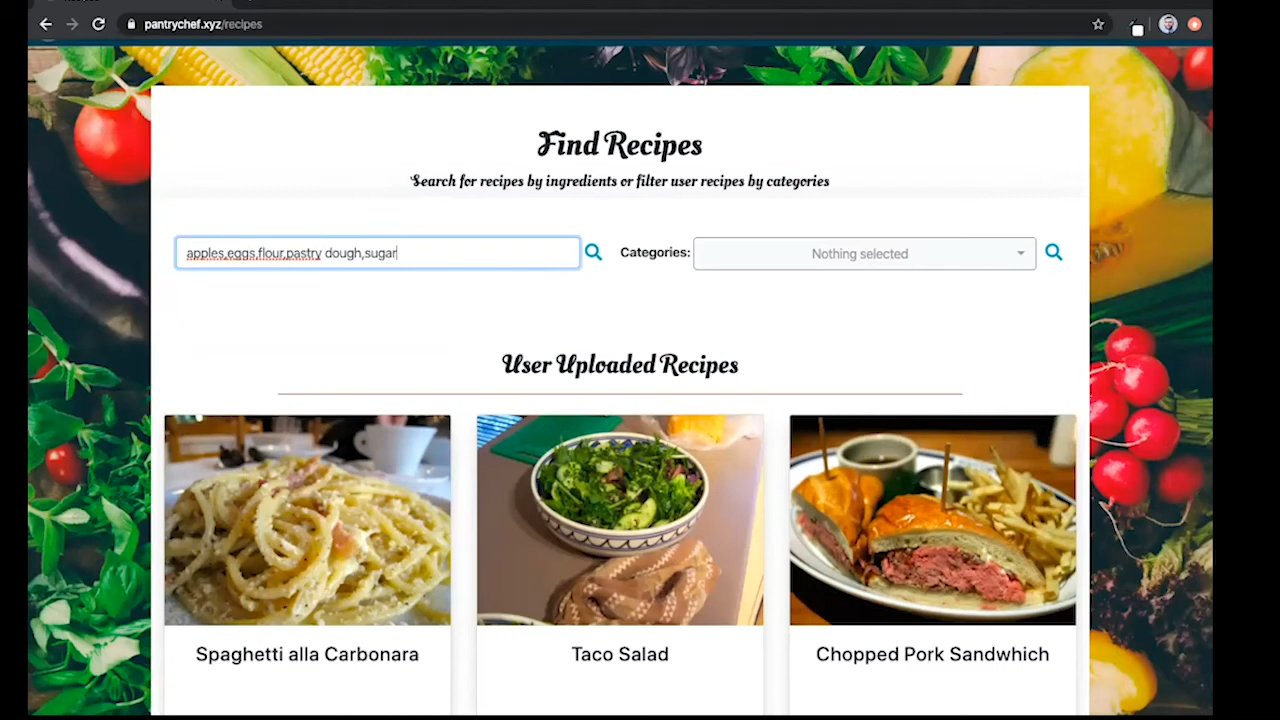 pantrychef.xyz/recipes
Find Recipes
Search for recipes by ingredients or filter user recipes by categories
apples,eggs,flour,pastry dough,sugar
Categories: Nothing selected
User Uploaded Recipes
Spaghetti alla Carbonara
Taco Salad
Chopped Pork Sandwhich